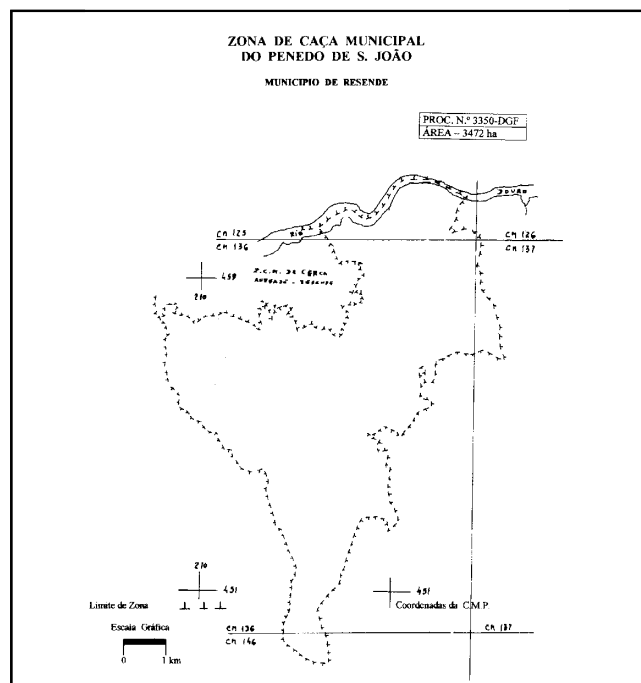 ZONA DE CAÇA MUNICIPAL
DO PENEDO DE S. JOÃO
MUNICIPIO DE RESENDE
PROC. N.º 3350-DGF
ÁREA – 3472 ha
RIO
DOURO
CM 125
CM 136
CM 126
CM 137
Z.C.M. DE
459
210
210
451
451
Limite de Zona
Coordenadas da C.M.P.
Escala Gráfica
0 1 km
CM 136
CM 146
CM 137